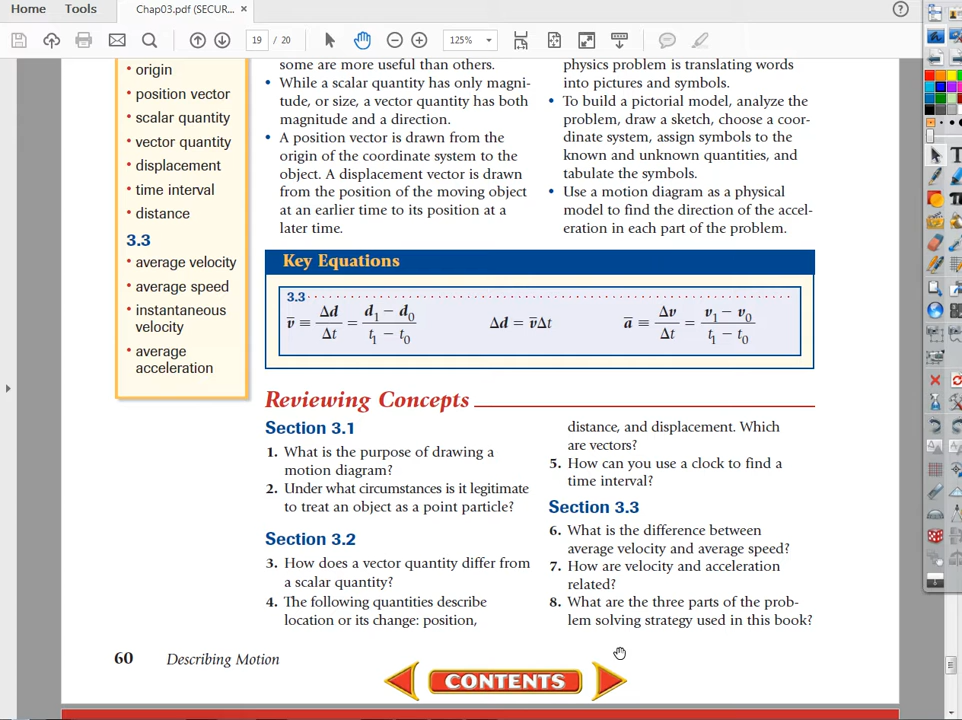 Home
Tools
Chap03.pdf (SECUR...
×
19 / 20
125%
origin
• position vector
• scalar quantity
• vector quantity
• displacement
• time interval
• distance
3.3
• average velocity
• average speed
• instantaneous
velocity
• average
acceleration
some are more useful than others.
• While a scalar quantity has only magni-
tude, or size, a vector quantity has both
magnitude and a direction.
• A position vector is drawn from the
origin of the coordinate system to the
object. A displacement vector is drawn
from the position of the moving object
at an earlier time to its position at a
later time.
physics problem is translating words
into pictures and symbols.
• To build a pictorial model, analyze the
problem, draw a sketch, choose a coor-
dinate system, assign symbols to the
known and unknown quantities, and
tabulate the symbols.
• Use a motion diagram as a physical
model to find the direction of the accel-
eration in each part of the problem.
Key Equations
3.3
v̄ ≡ Δd/Δt = (d₁ − d₀)/(t₁ − t₀)
Δd = v̄Δt
ā ≡ Δv/Δt = (v₁ − v₀)/(t₁ − t₀)
Reviewing Concepts
Section 3.1
1. What is the purpose of drawing a
motion diagram?
2. Under what circumstances is it legitimate
to treat an object as a point particle?
Section 3.2
3. How does a vector quantity differ from
a scalar quantity?
4. The following quantities describe
location or its change: position,
distance, and displacement. Which
are vectors?
5. How can you use a clock to find a
time interval?
Section 3.3
6. What is the difference between
average velocity and average speed?
7. How are velocity and acceleration
related?
8. What are the three parts of the prob-
lem solving strategy used in this book?
60 Describing Motion
CONTENTS